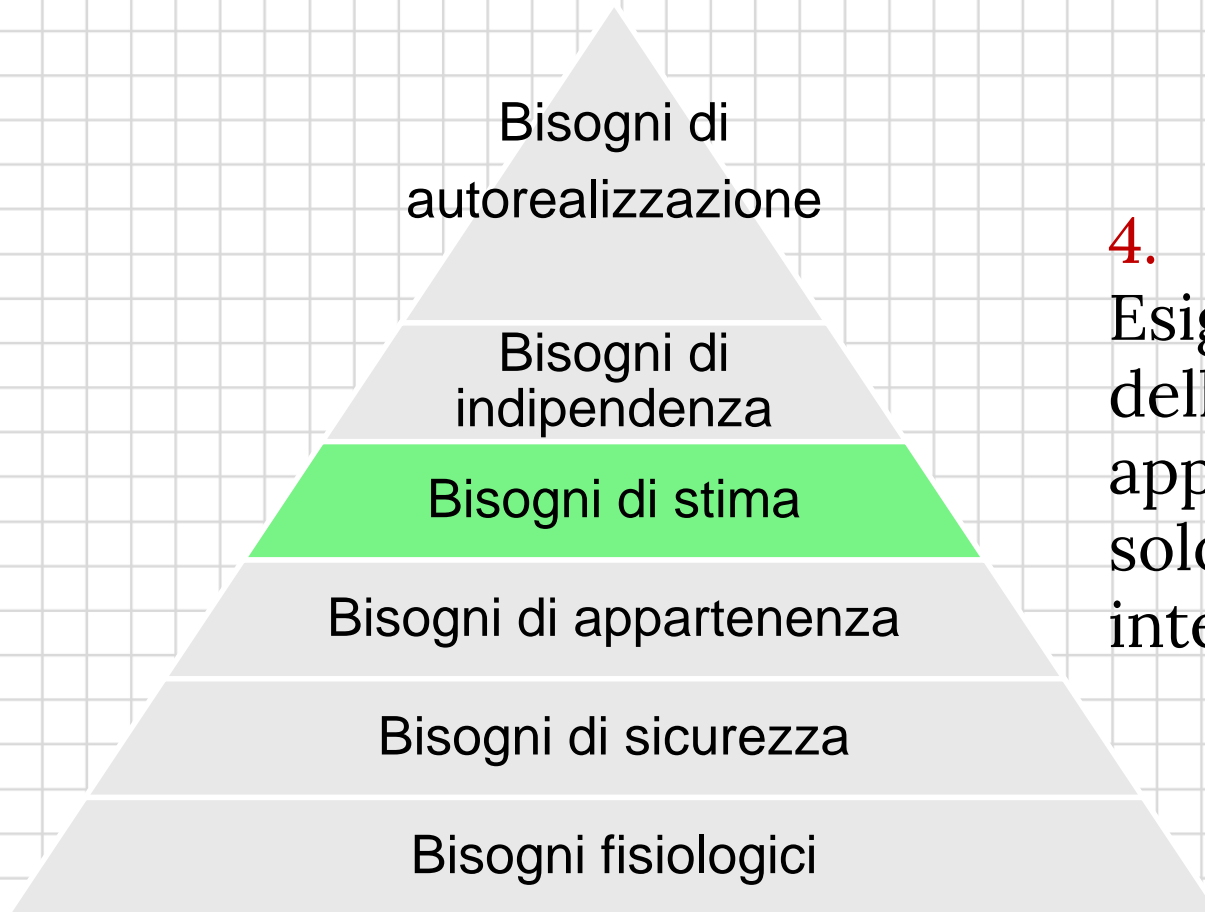 Bisogni di
autorealizzazione
Bisogni di
indipendenza
Bisogni di stima
Bisogni di appartenenza
Bisogni di sicurezza
Bisogni fisiologici
4.